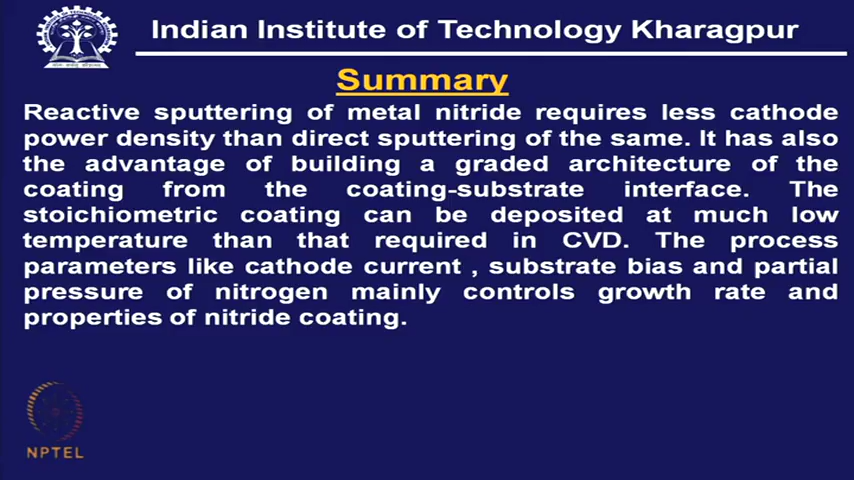 Indian Institute of Technology Kharagpur
Summary
Reactive sputtering of metal nitride requires less cathode
power density than direct sputtering of the same. It has also
the advantage of building a graded architecture of the
coating from the coating-substrate interface. The
stoichiometric coating can be deposited at much low
temperature than that required in CVD. The process
parameters like cathode current , substrate bias and partial
pressure of nitrogen mainly controls growth rate and
properties of nitride coating.
NPTEL